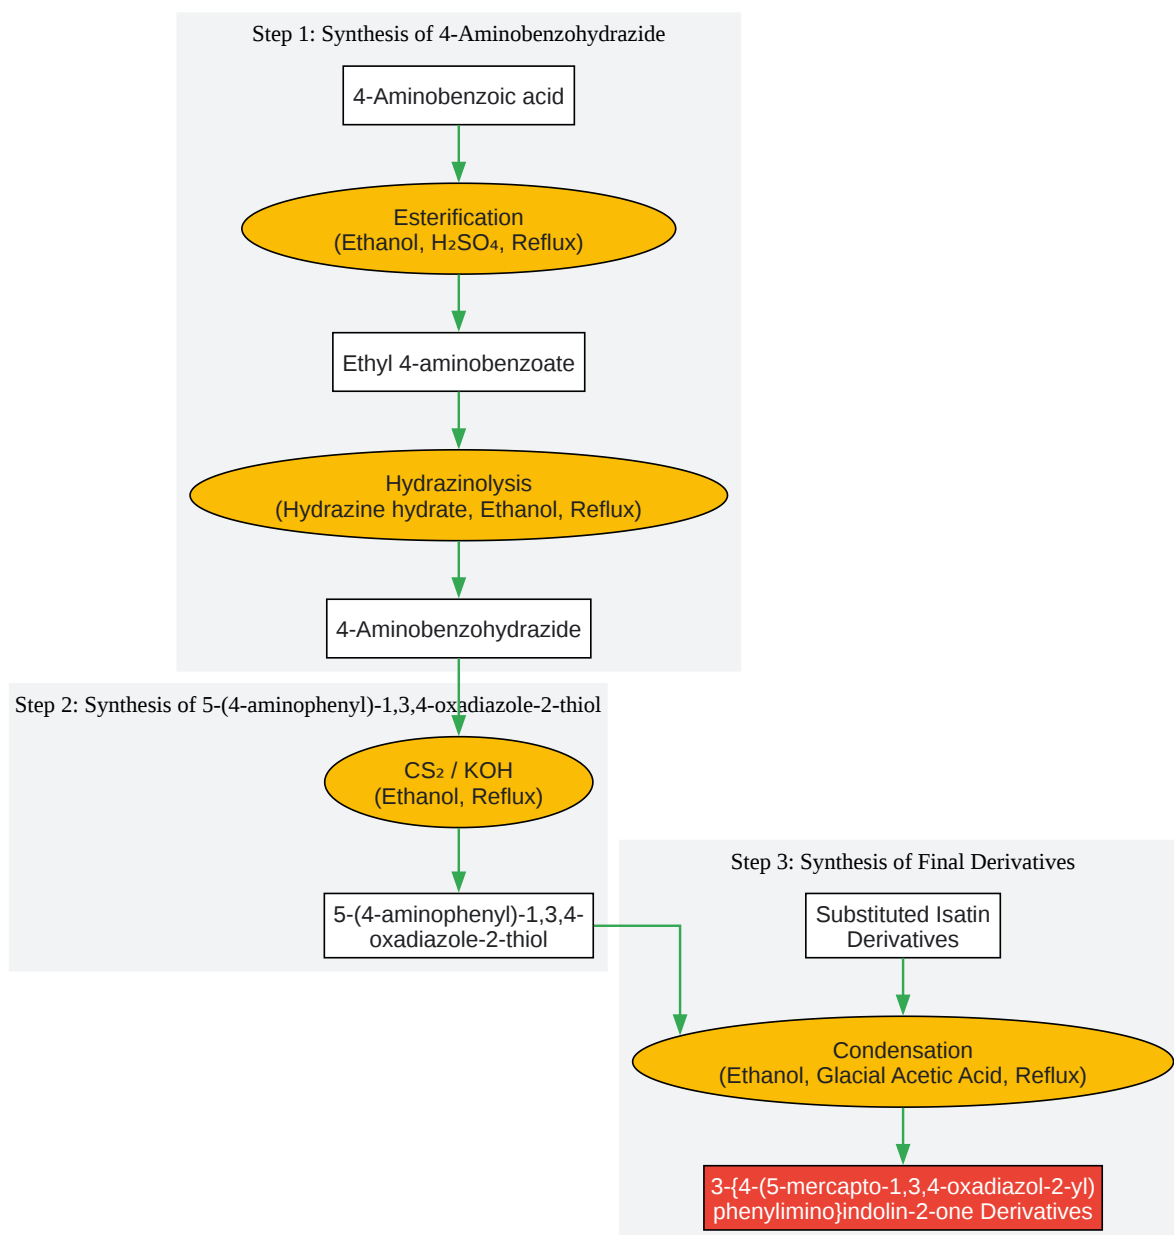 Step 1: Synthesis of 4-Aminobenzohydrazide
4-Aminobenzoic acid
Esterification
(Ethanol, H₂SO₄, Reflux)
Ethyl 4-aminobenzoate
Hydrazinolysis
(Hydrazine hydrate, Ethanol, Reflux)
4-Aminobenzohydrazide
Step 2: Synthesis of 5-(4-aminophenyl)-1,3,4-oxadiazole-2-thiol
CS₂ / KOH
(Ethanol, Reflux)
5-(4-aminophenyl)-1,3,4-
oxadiazole-2-thiol
Step 3: Synthesis of Final Derivatives
Substituted Isatin
Derivatives
Condensation
(Ethanol, Glacial Acetic Acid, Reflux)
3-{4-(5-mercapto-1,3,4-oxadiazol-2-yl)
phenylimino}indolin-2-one Derivatives